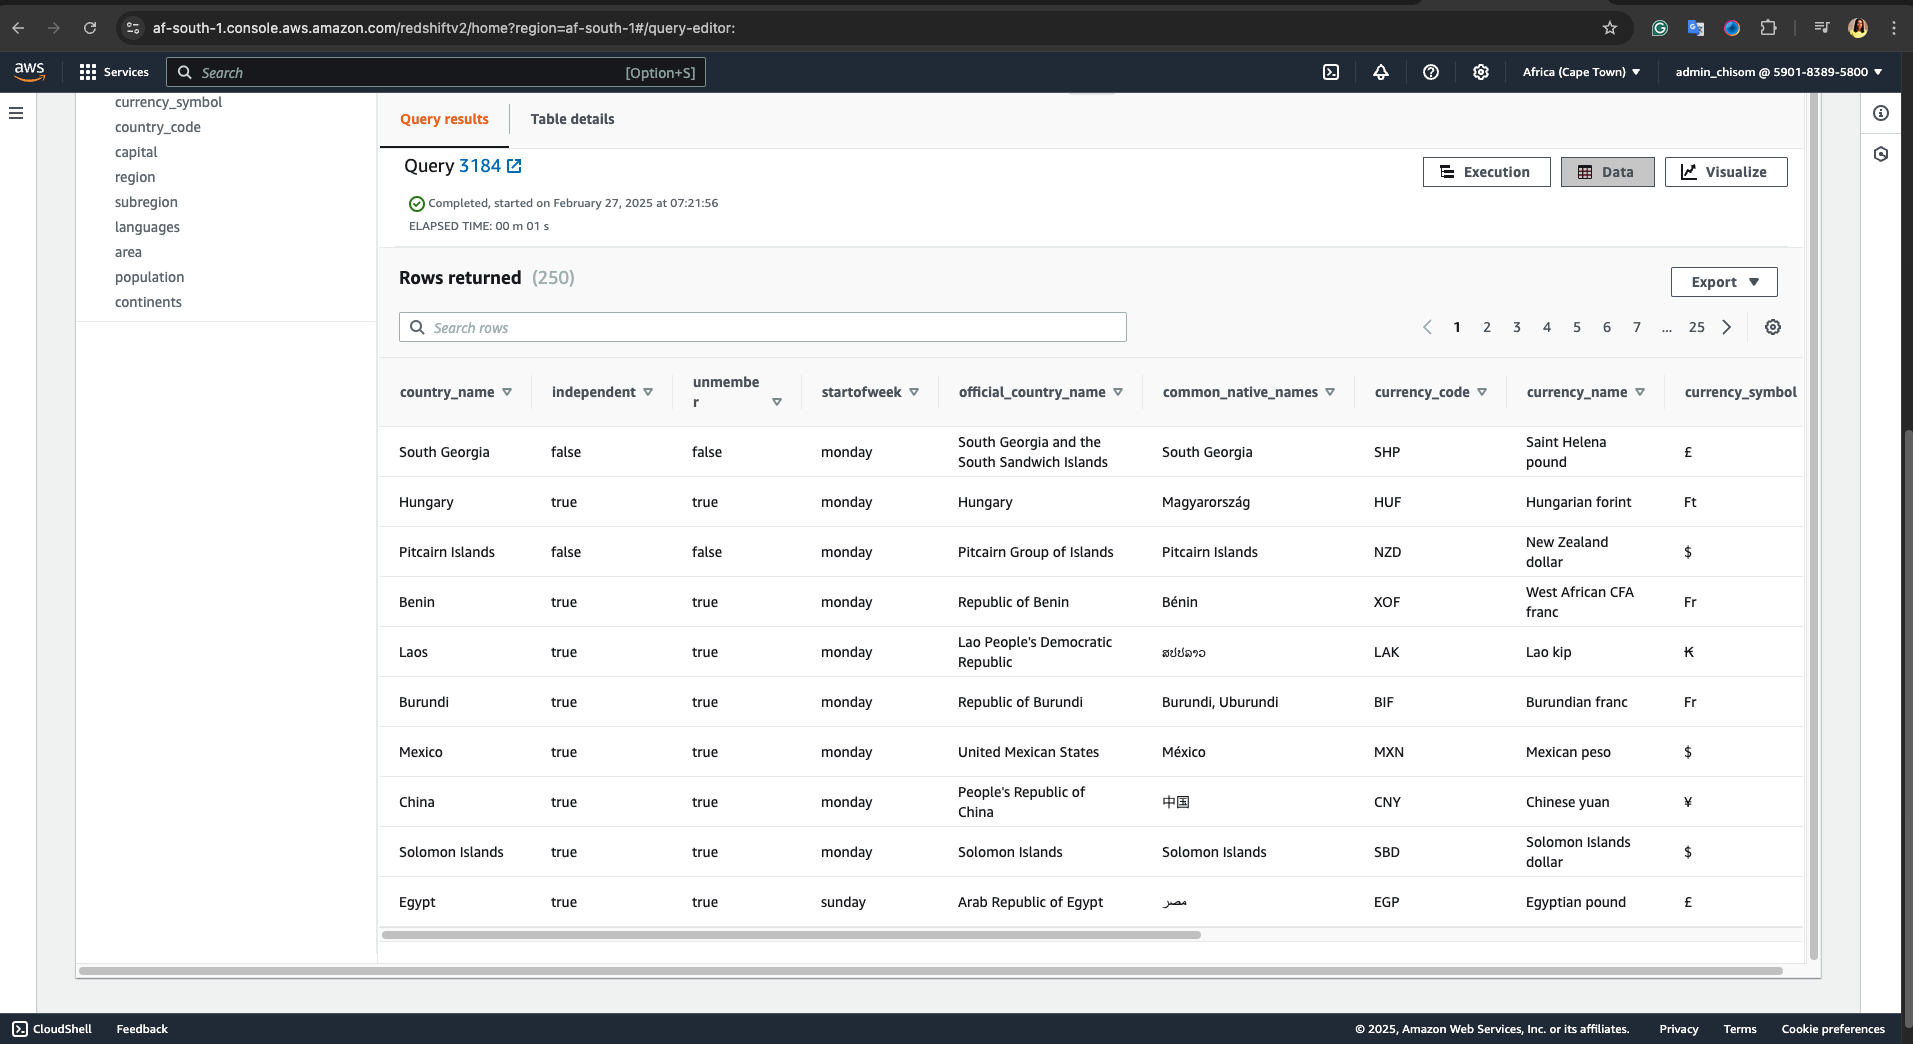 af-south-1.console.aws.amazon.com/redshiftv2/home?region=af-south-1#/query-editor:
aws Services Search [Option+S] Africa (Cape Town) admin_chisom @ 5901-8389-5800
currency_symbol
country_code
capital
region
subregion
languages
area
population
continents
Query results Table details
Query 3184
Execution Data Visualize
Completed, started on February 27, 2025 at 07:21:56
ELAPSED TIME: 00 m 01 s
Rows returned (250)
Export
Search rows
1 2 3 4 5 6 7 ... 25
country_name independent unmembe
r startofweek official_country_name common_native_names currency_code currency_name currency_symbol
South Georgia false false monday South Georgia and the
South Sandwich Islands South Georgia SHP Saint Helena
pound £
Hungary true true monday Hungary Magyarország HUF Hungarian forint Ft
Pitcairn Islands false false monday Pitcairn Group of Islands Pitcairn Islands NZD New Zealand
dollar $
Benin true true monday Republic of Benin Bénin XOF West African CFA
franc Fr
Laos true true monday Lao People's Democratic
Republic ສປປລາວ LAK Lao kip ₭
Burundi true true monday Republic of Burundi Burundi, Uburundi BIF Burundian franc Fr
Mexico true true monday United Mexican States México MXN Mexican peso $
China true true monday People's Republic of
China 中国 CNY Chinese yuan ¥
Solomon Islands true true monday Solomon Islands Solomon Islands SBD Solomon Islands
dollar $
Egypt true true sunday Arab Republic of Egypt مصر EGP Egyptian pound £
CloudShell Feedback © 2025, Amazon Web Services, Inc. or its affiliates. Privacy Terms Cookie preferences